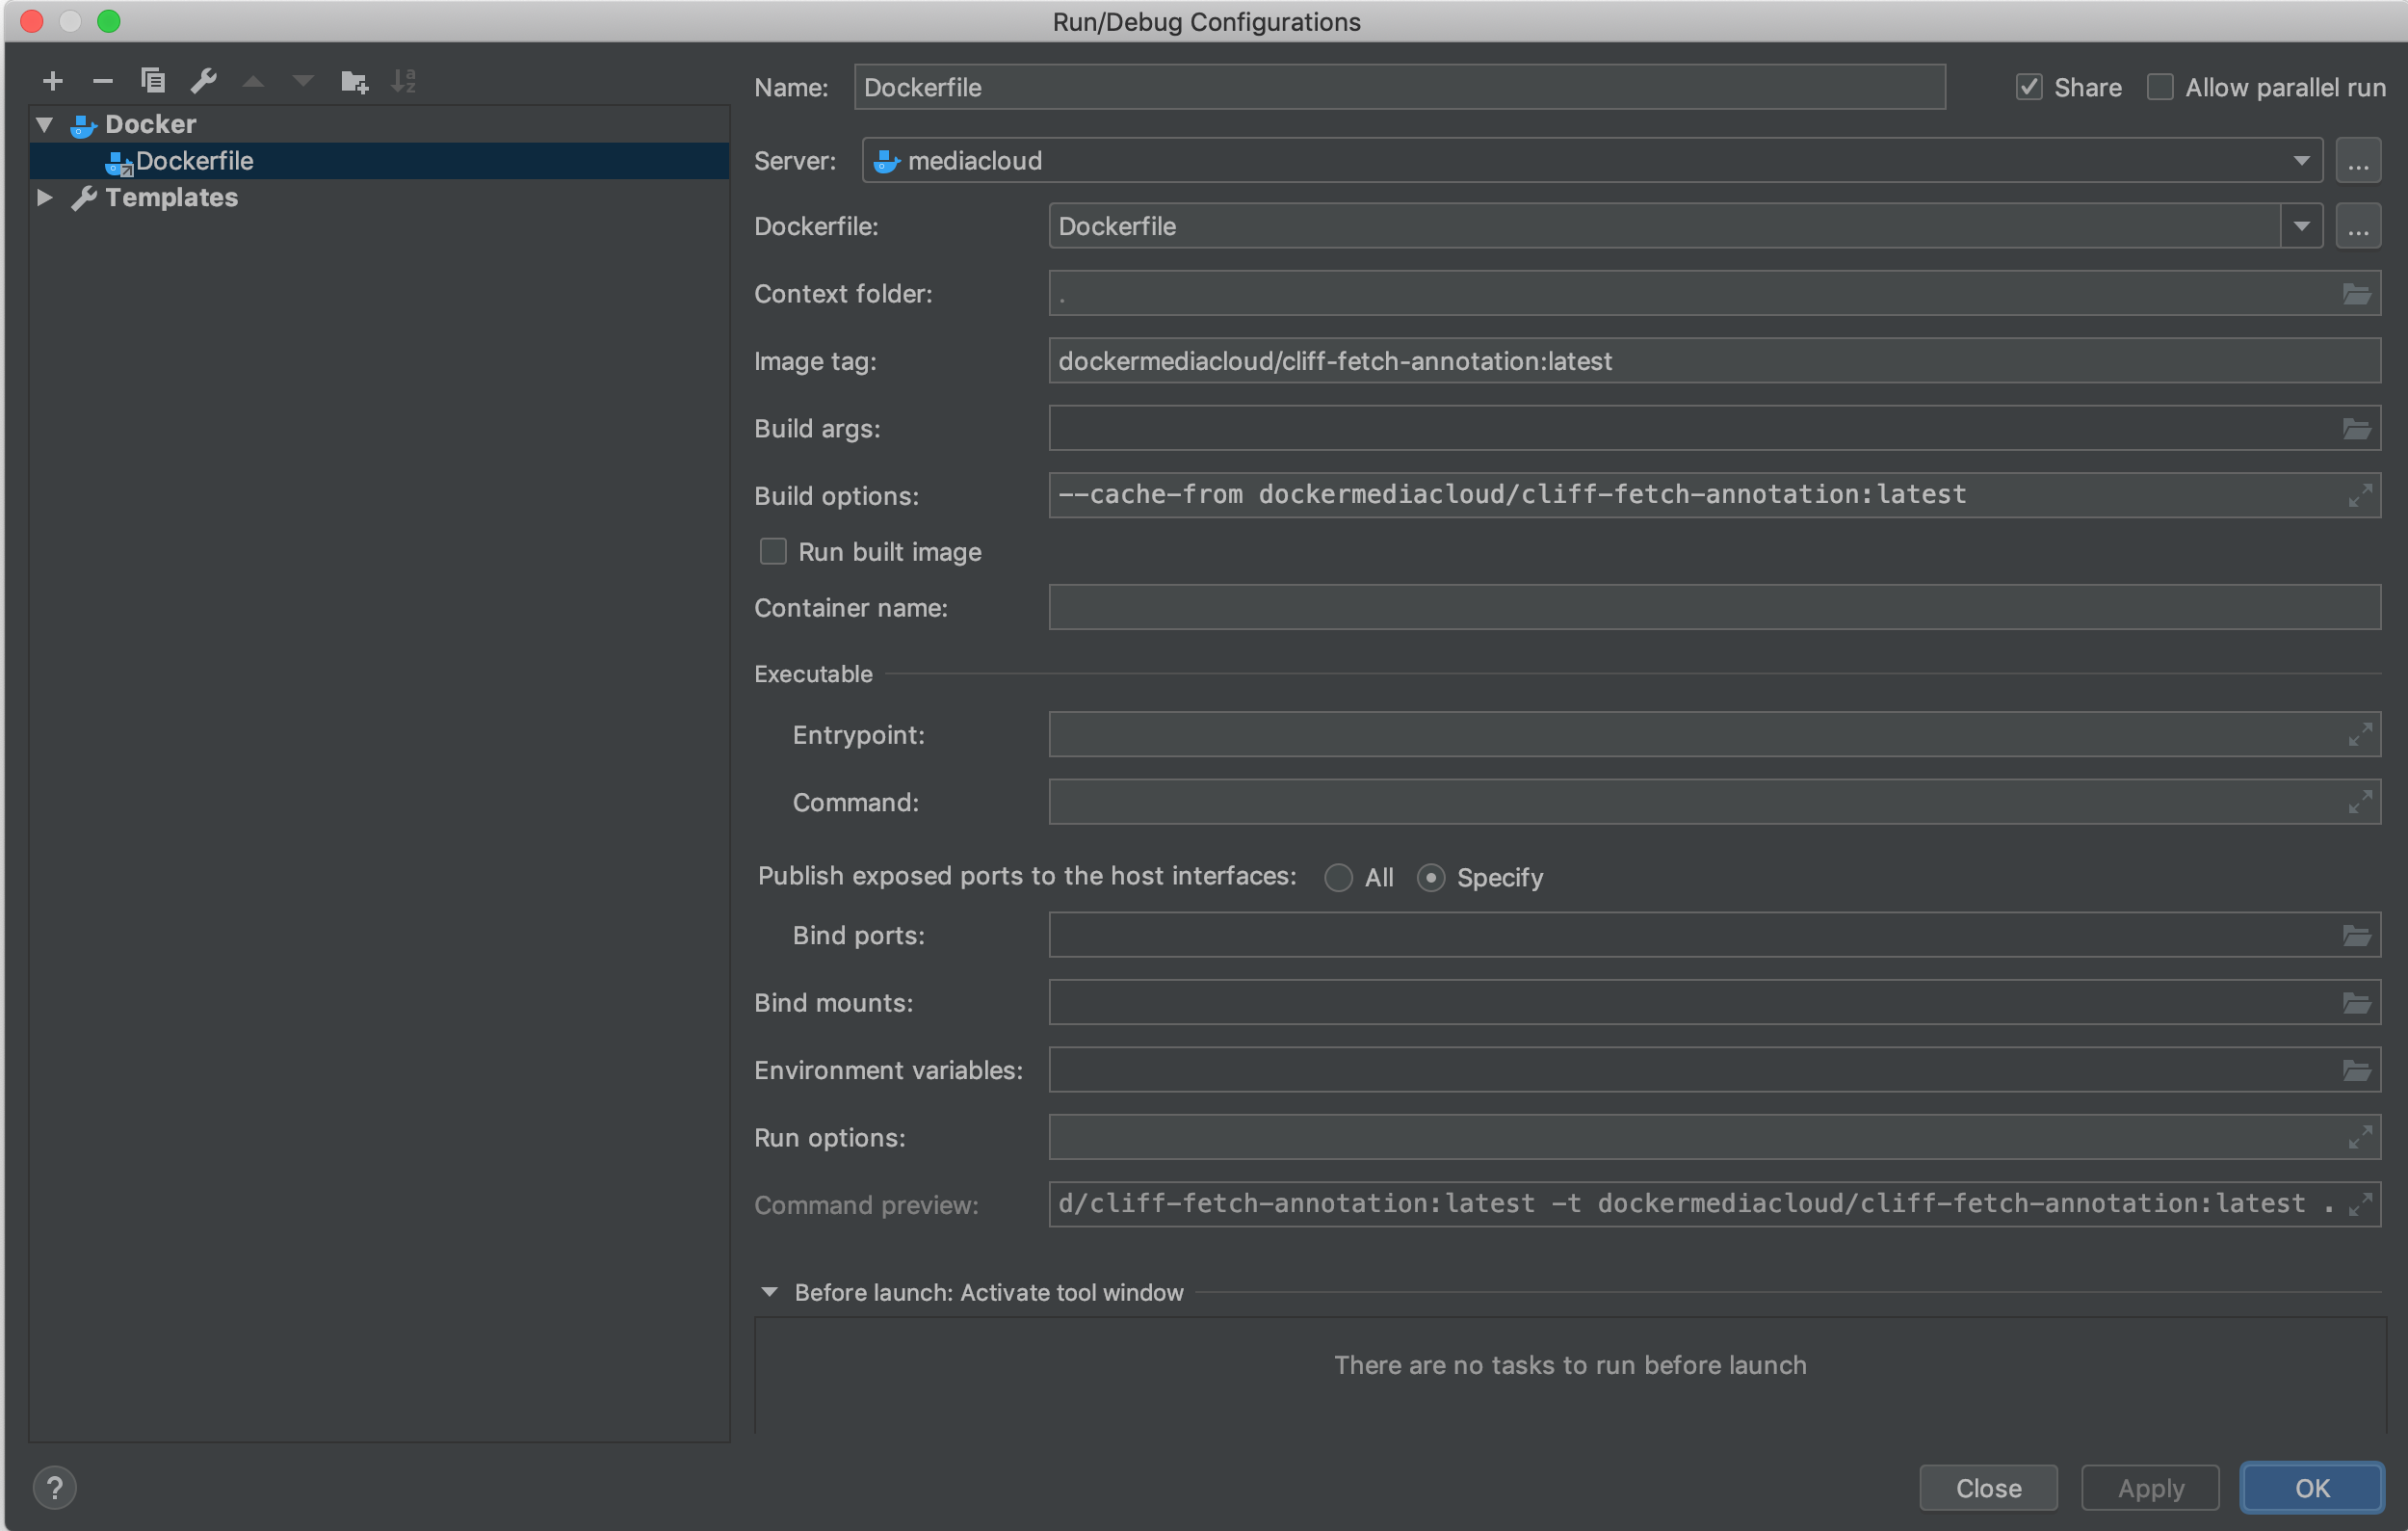 Run/Debug Configurations
Docker
Dockerfile
Templates
Name: Dockerfile Share Allow parallel run
Server: mediacloud ...
Dockerfile: Dockerfile ...
Context folder: .
Image tag: dockermediacloud/cliff-fetch-annotation:latest
Build args:
Build options: --cache-from dockermediacloud/cliff-fetch-annotation:latest
Run built image
Container name:
Executable
Entrypoint:
Command:
Publish exposed ports to the host interfaces: All Specify
Bind ports:
Bind mounts:
Environment variables:
Run options:
Command preview: d/cliff-fetch-annotation:latest -t dockermediacloud/cliff-fetch-annotation:latest .
Before launch: Activate tool window
There are no tasks to run before launch
? Close Apply OK